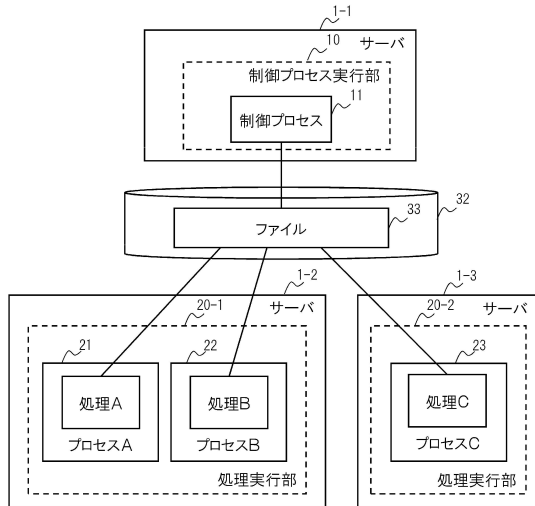 1-1
サーバ
10
制御プロセス実行部
11
制御プロセス
32
33
ファイル
1-2
サーバ
20-1
21
22
処理A
処理B
プロセスA
プロセスB
処理実行部
1-3
サーバ
20-2
23
処理C
プロセスC
処理実行部